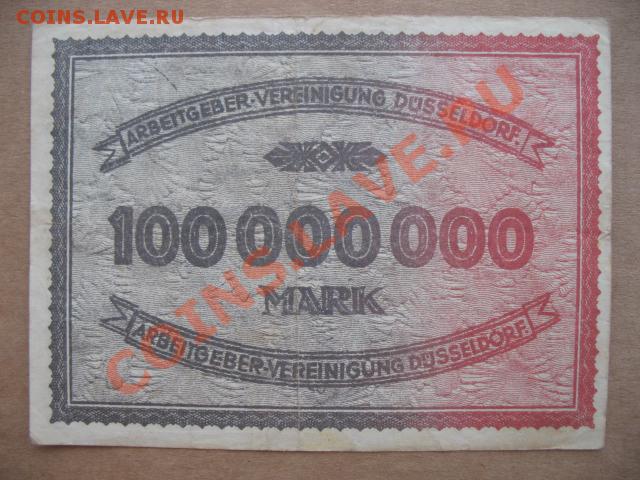 COINS.LAVE.RU
ARBEITGEBER-VEREINIGUNG DÜSSELDORF.
100 000 000
MARK
ARBEITGEBER-VEREINIGUNG DÜSSELDORF.
COINS.LAVE.RU